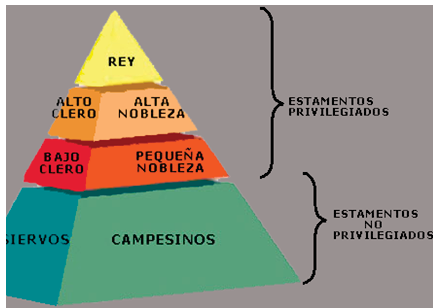 REY
ALTO
CLERO
ALTA
NOBLEZA
ESTAMENTOS
PRIVILEGIADOS
BAJO
CLERO
PEQUEÑA
NOBLEZA
SIERVOS
CAMPESINOS
ESTAMENTOS
NO
PRIVILEGIADOS